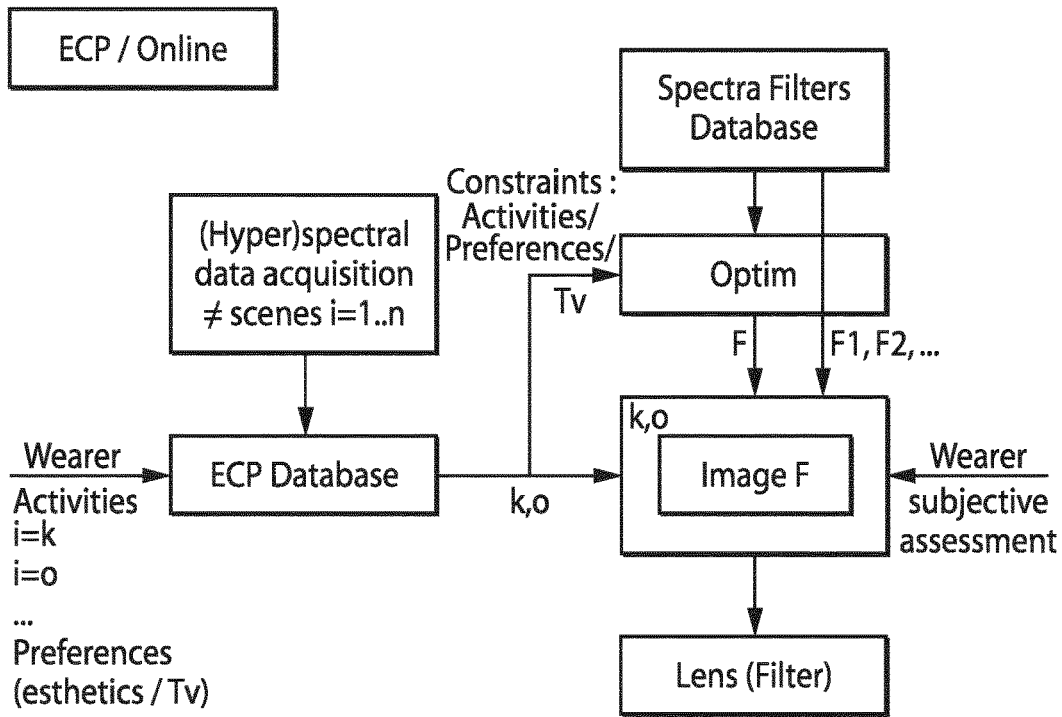 ECP / Online
Spectra Filters
Database
Constraints :
Activities/
Preferences/
Tv
(Hyper)spectral
data acquisition
≠ scenes i=1..n
Optim
F
F1, F2, ...
k,o
Image F
Wearer
Activities
i=k
i=o
...
Preferences
(esthetics / Tv)
ECP Database
k,o
Wearer
subjective
assessment
Lens (Filter)